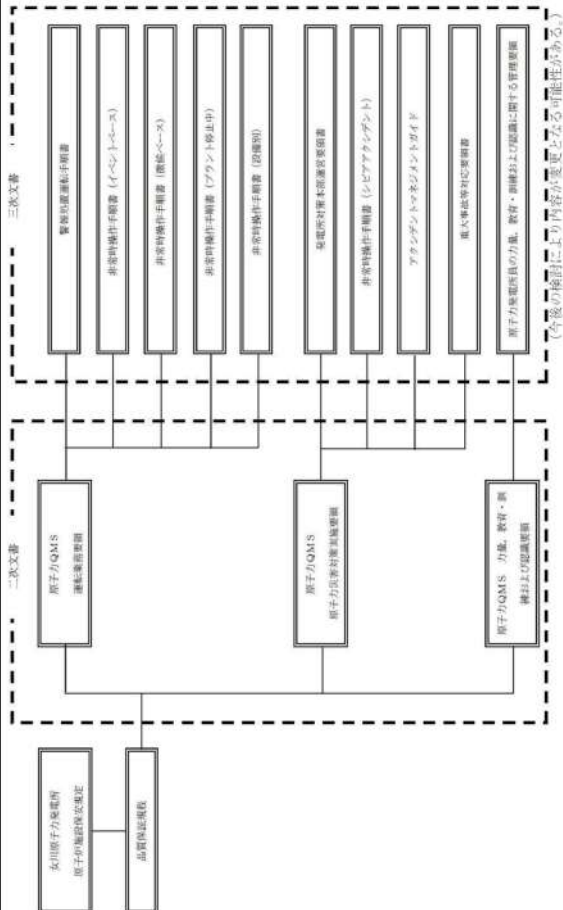 三次文書
警報処置運転手順書
非常時操作手順書（イベントベース）
非常時操作手順書（徴候ベース）
非常時操作手順書（プラント停止中）
非常時操作手順書（設備別）
発電所対策本部運営要領書
非常時操作手順書（シビアアクシデント）
アクシデントマネジメントガイド
重大事故等対応要領書
原子力発電所員の力量，教育・訓練および認識に関する管理要領
（今後の検討により内容が変更となる可能性がある。）
二次文書
原子力QMS
運転業務要領
原子力QMS
原子力災害対策実施要領
原子力QMS 力量，教育・訓
練および認識要領
女川原子力発電所
原子炉施設保安規定
品質保証規程